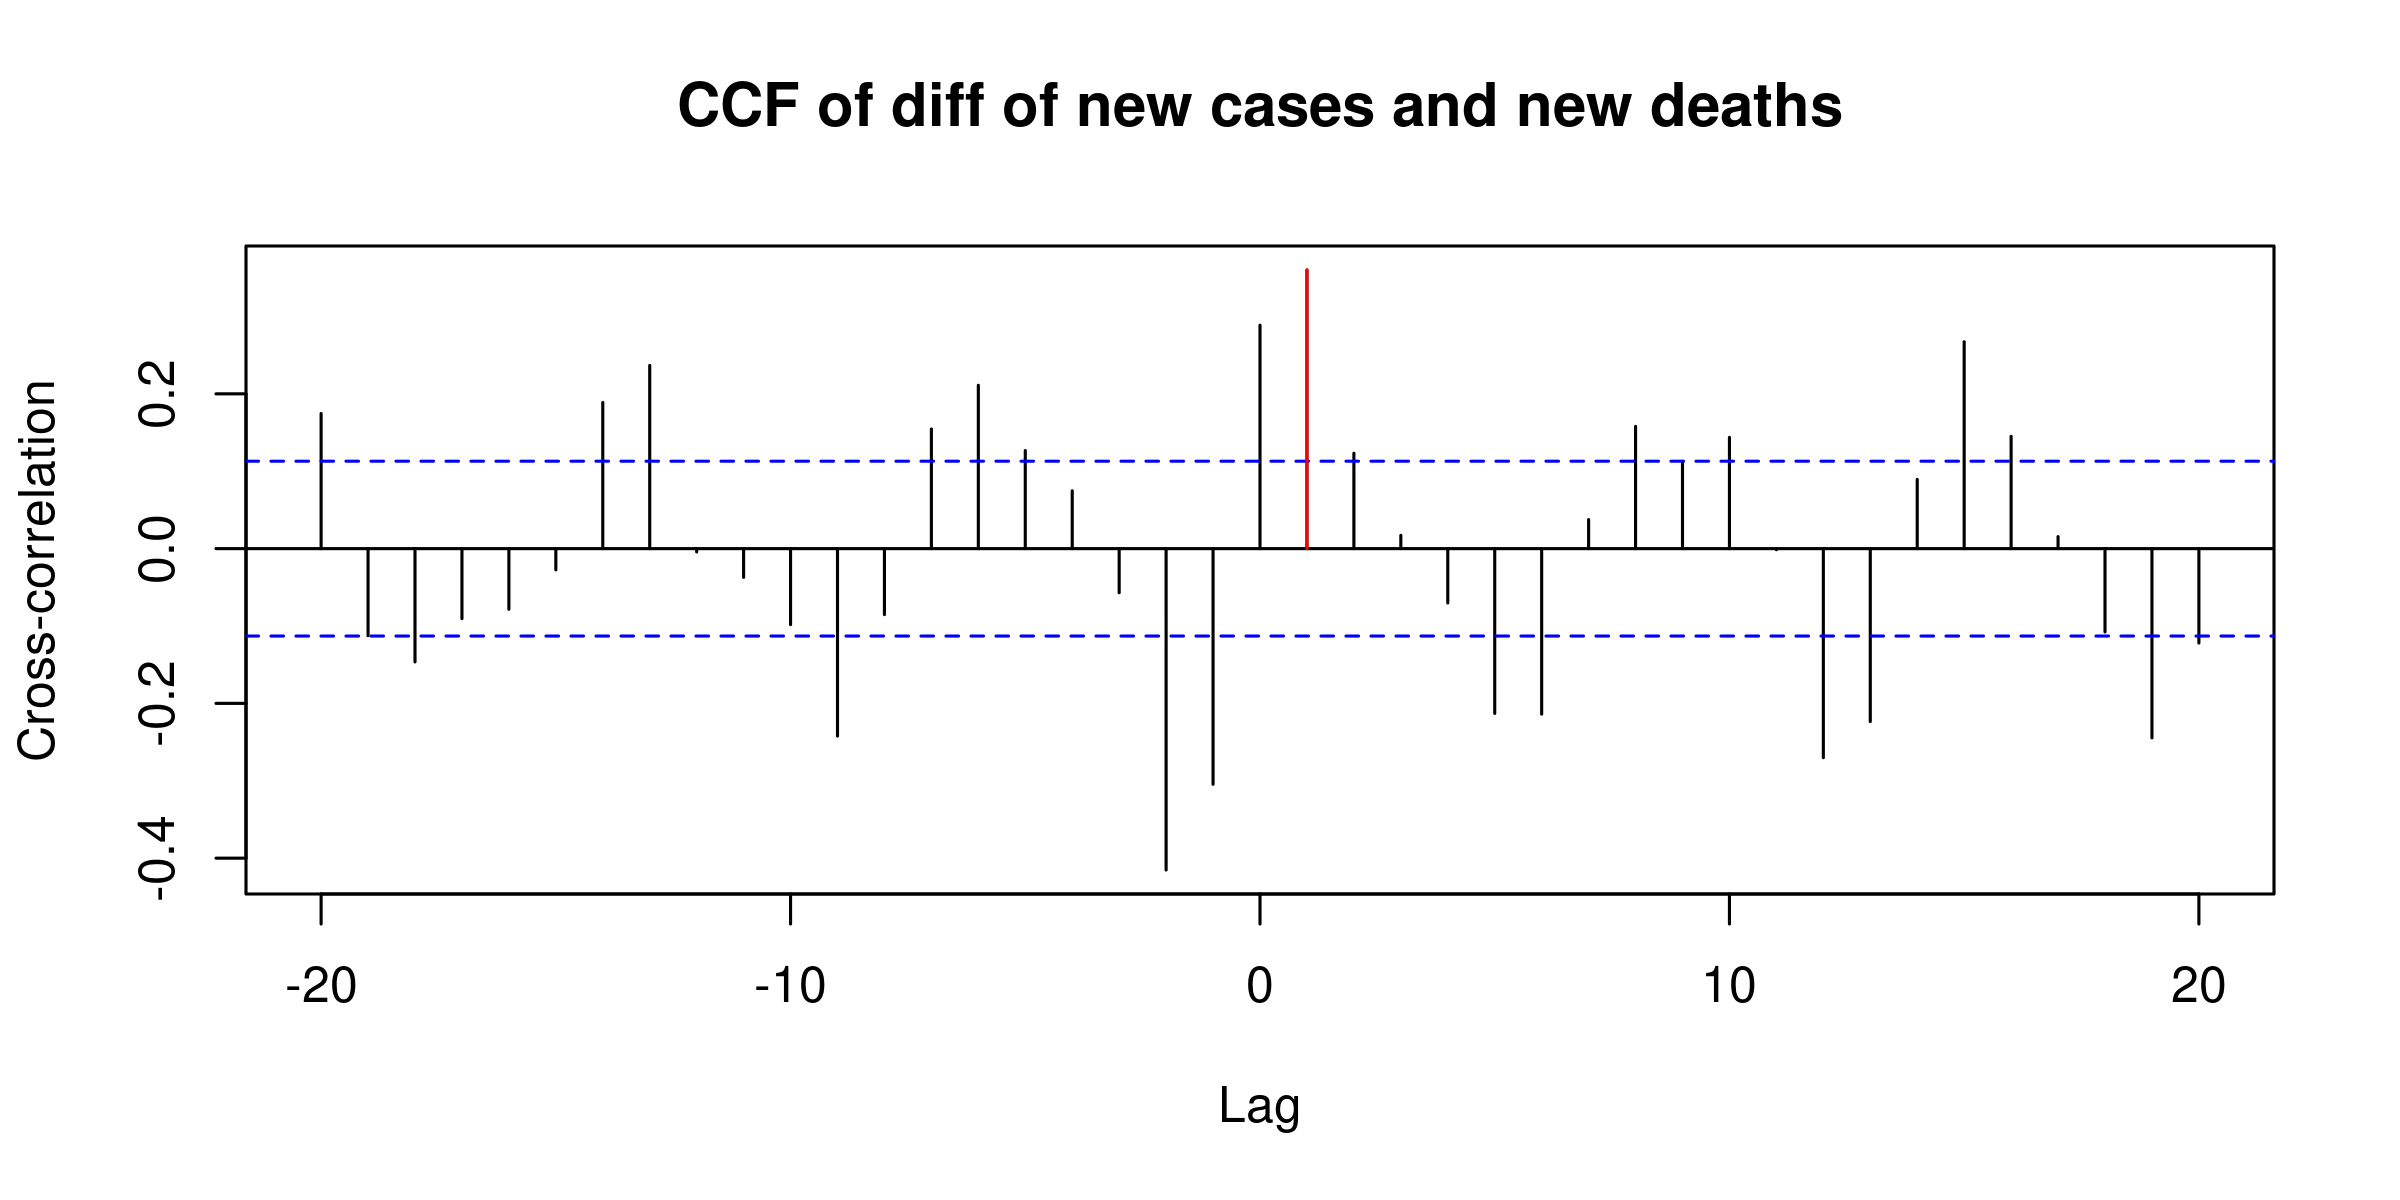 CCF of diff of new cases and new deaths
Cross-correlation
0.2
0.0
-0.2
-0.4
-20 -10 0 10 20
Lag